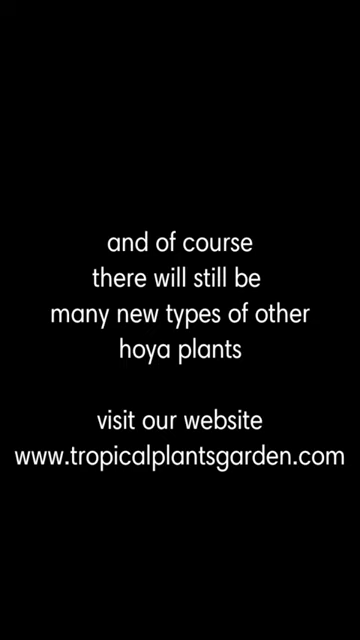 and of course
there will still be
many new types of other
hoya plants
visit our website
www.tropicalplantsgarden.com